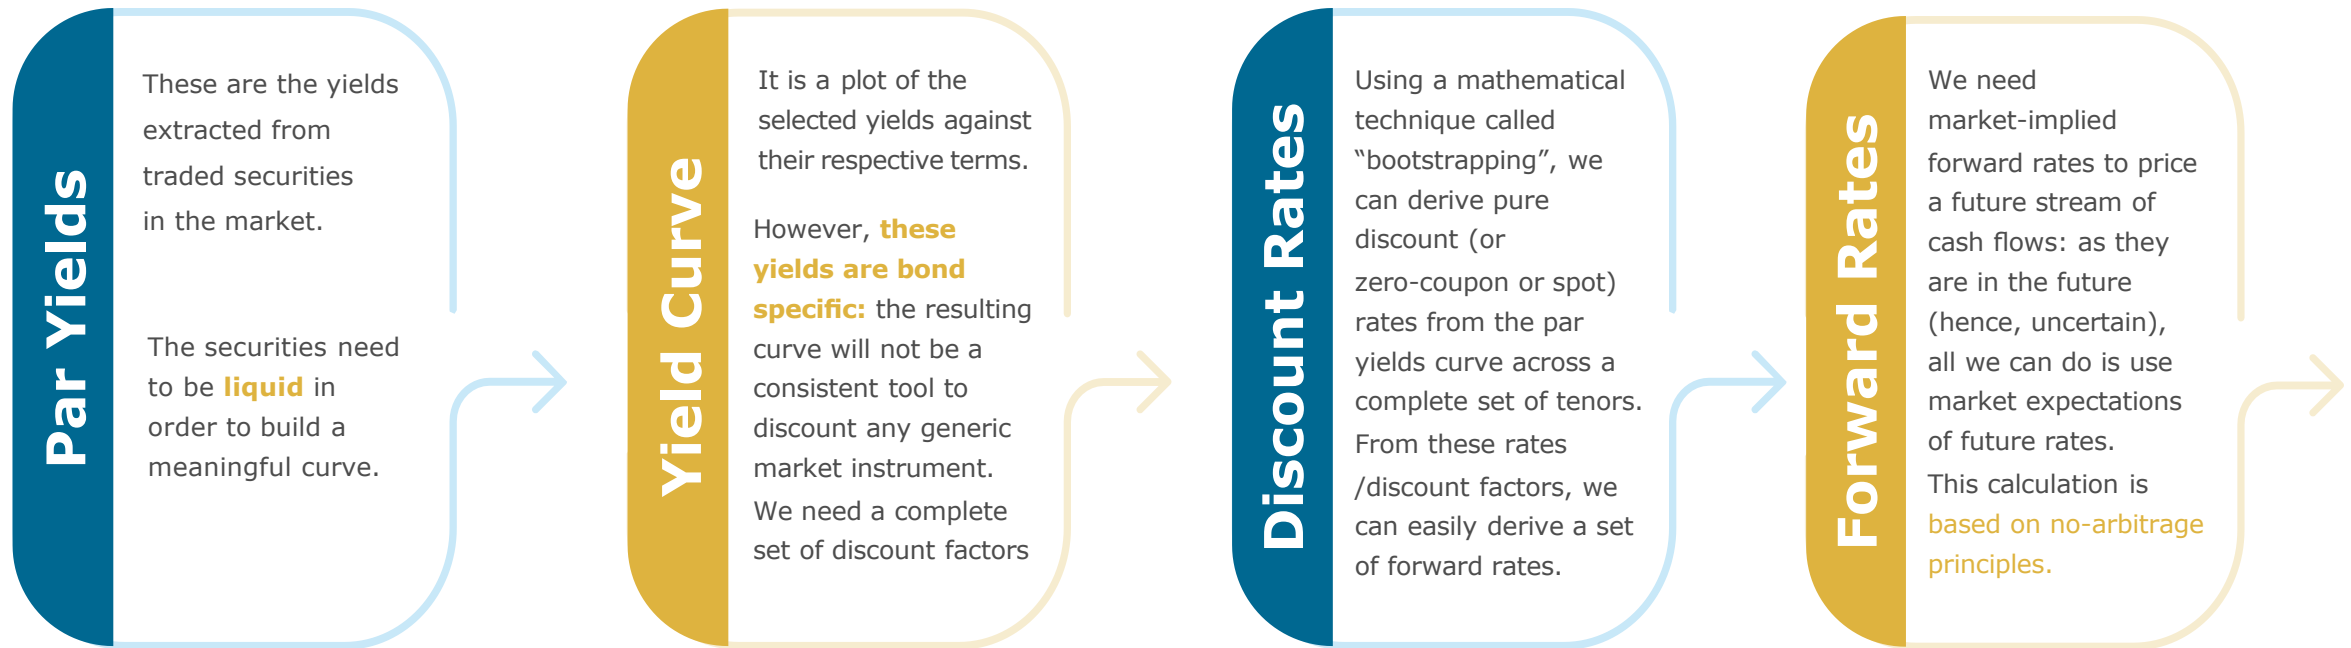 Par Yields
These are the yields
extracted from
traded securities
in the market.
The securities need
to be liquid in
order to build a
meaningful curve.
Yield Curve
It is a plot of the
selected yields against
their respective terms.
However, these
yields are bond
specific: the resulting
curve will not be a
consistent tool to
discount any generic
market instrument.
We need a complete
set of discount factors
Discount Rates
Using a mathematical
technique called
“bootstrapping”, we
can derive pure
discount (or
zero-coupon or spot)
rates from the par
yields curve across a
complete set of tenors.
From these rates
/discount factors, we
can easily derive a set
of forward rates.
Forward Rates
We need
market-implied
forward rates to price
a future stream of
cash flows: as they
are in the future
(hence, uncertain),
all we can do is use
market expectations
of future rates.
This calculation is
based on no-arbitrage
principles.